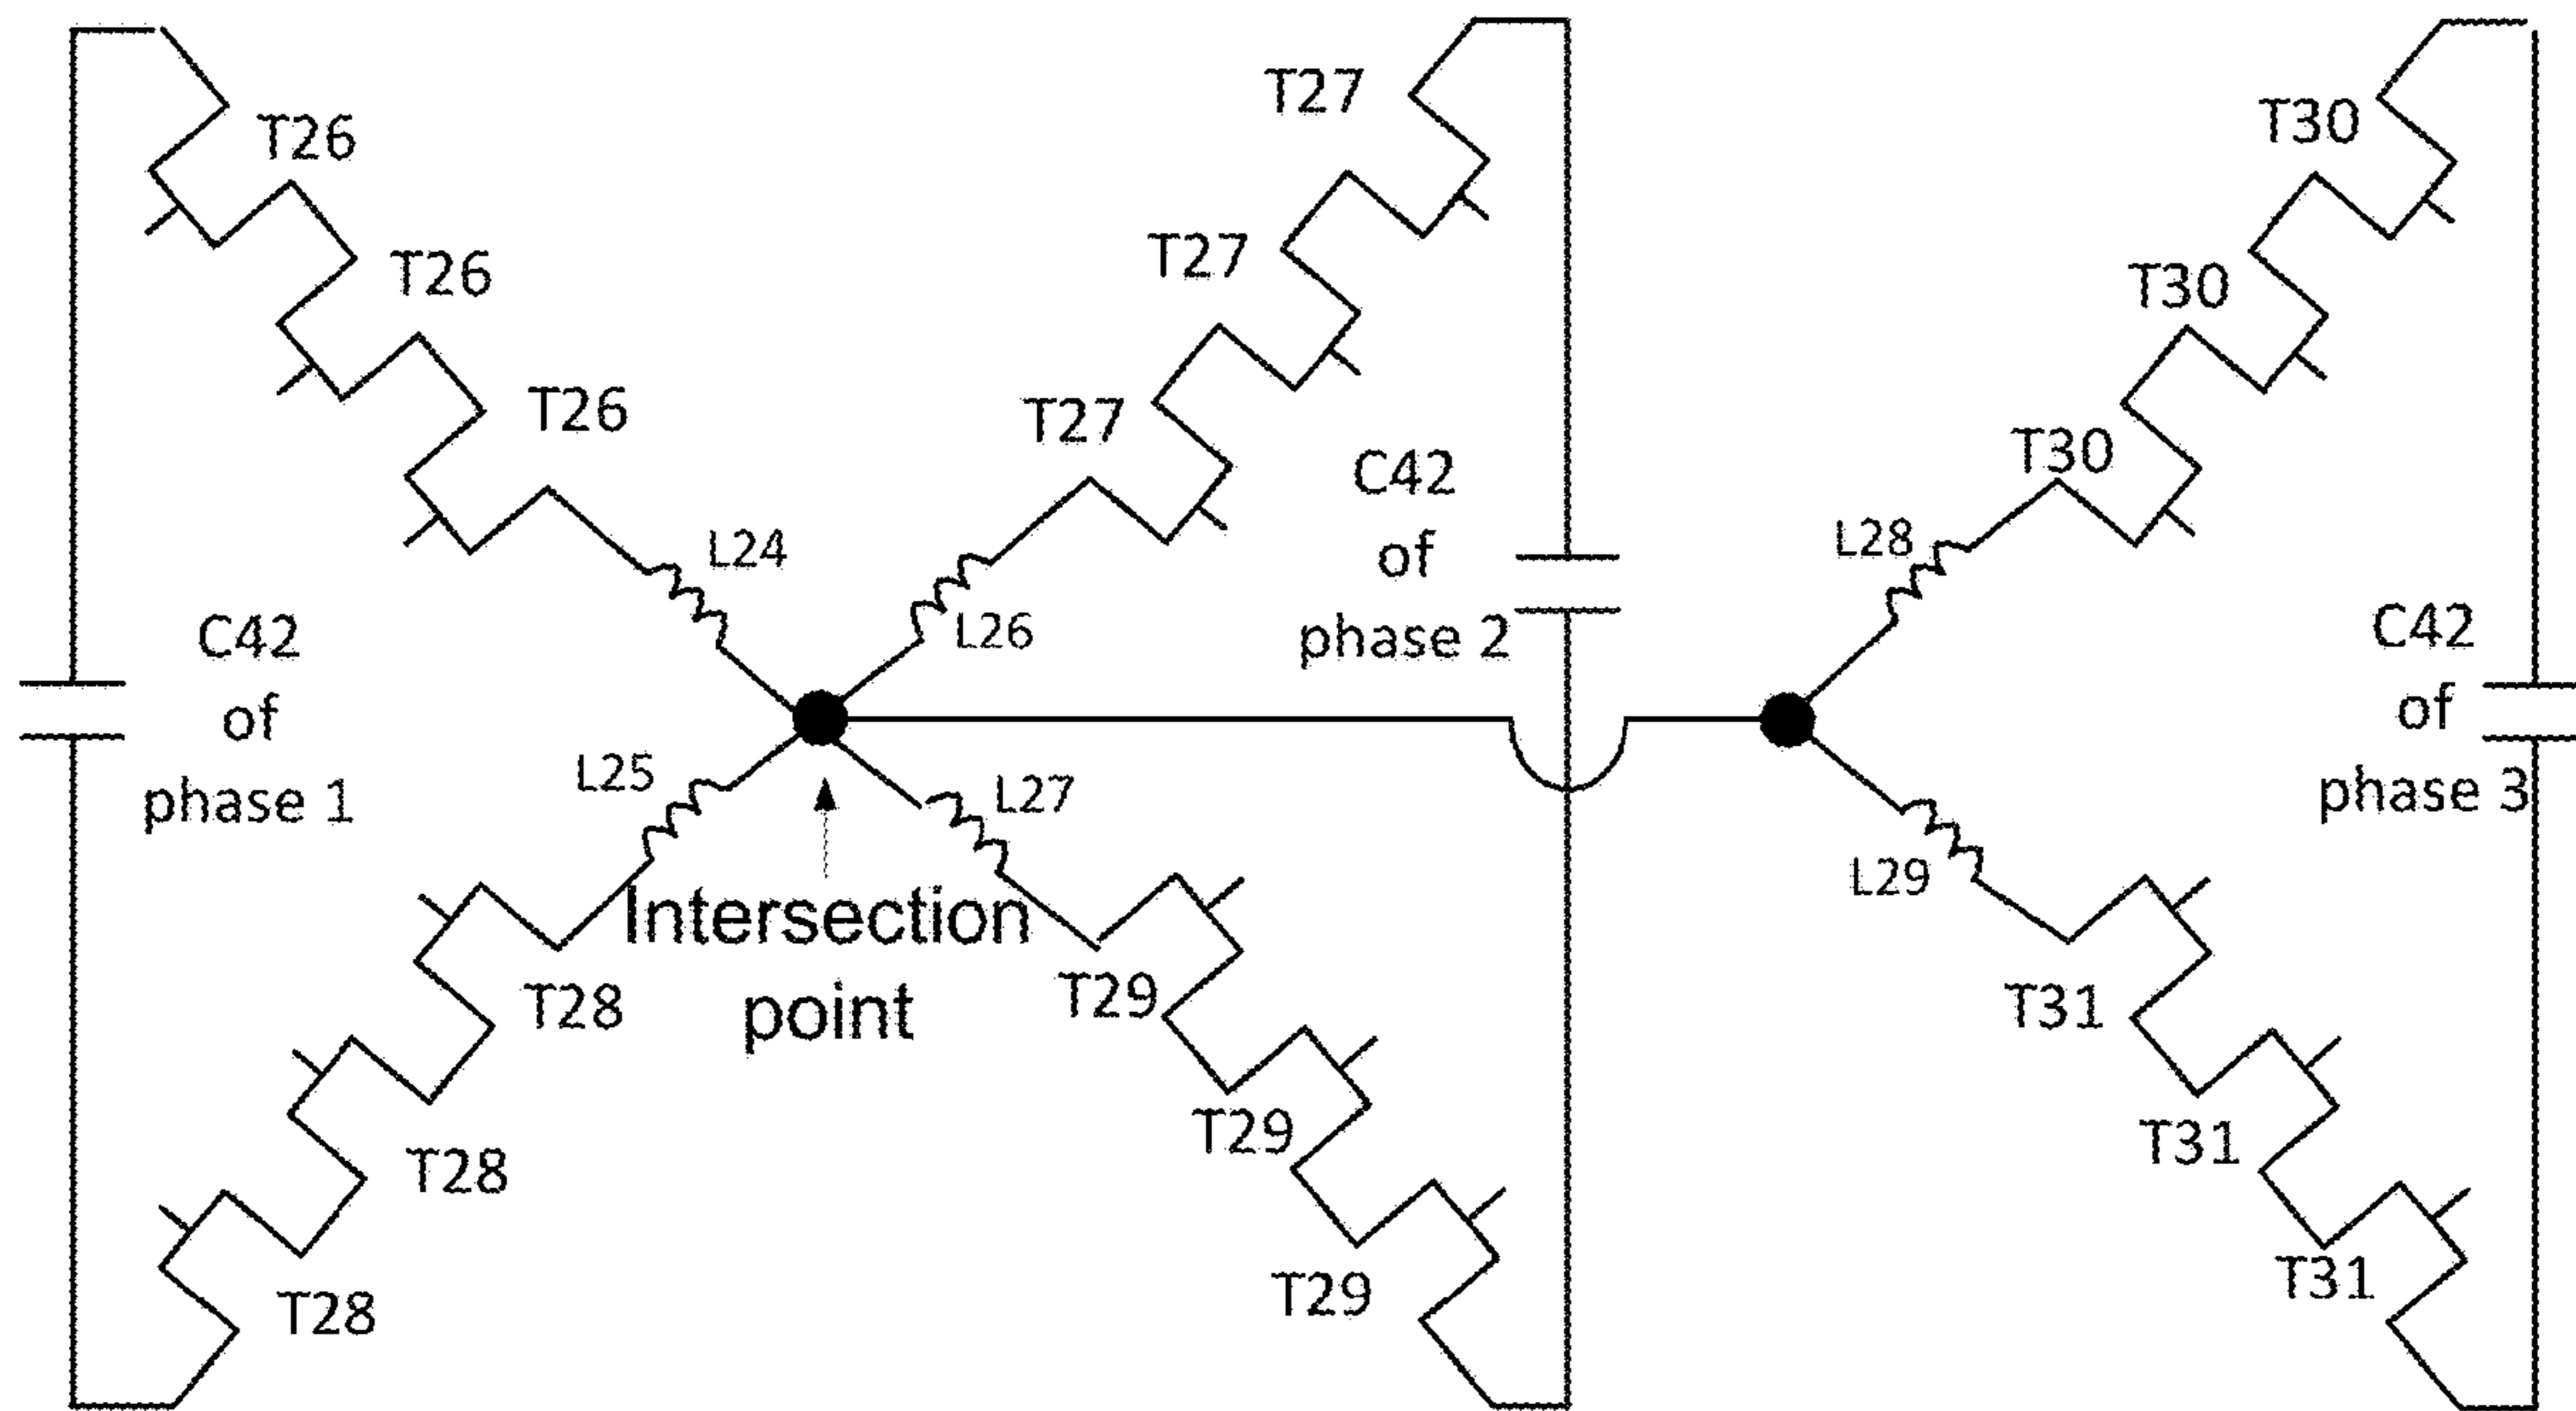 T27
T30
T26
T27
T26
T30
T26
T27
T30
C42
of
phase 2
L24
L26
L28
C42
of
phase 1
C42
of
phase 3
L25
L27
L29
Intersection
point
T28
T29
T31
T28
T29
T31
T28
T29
T31